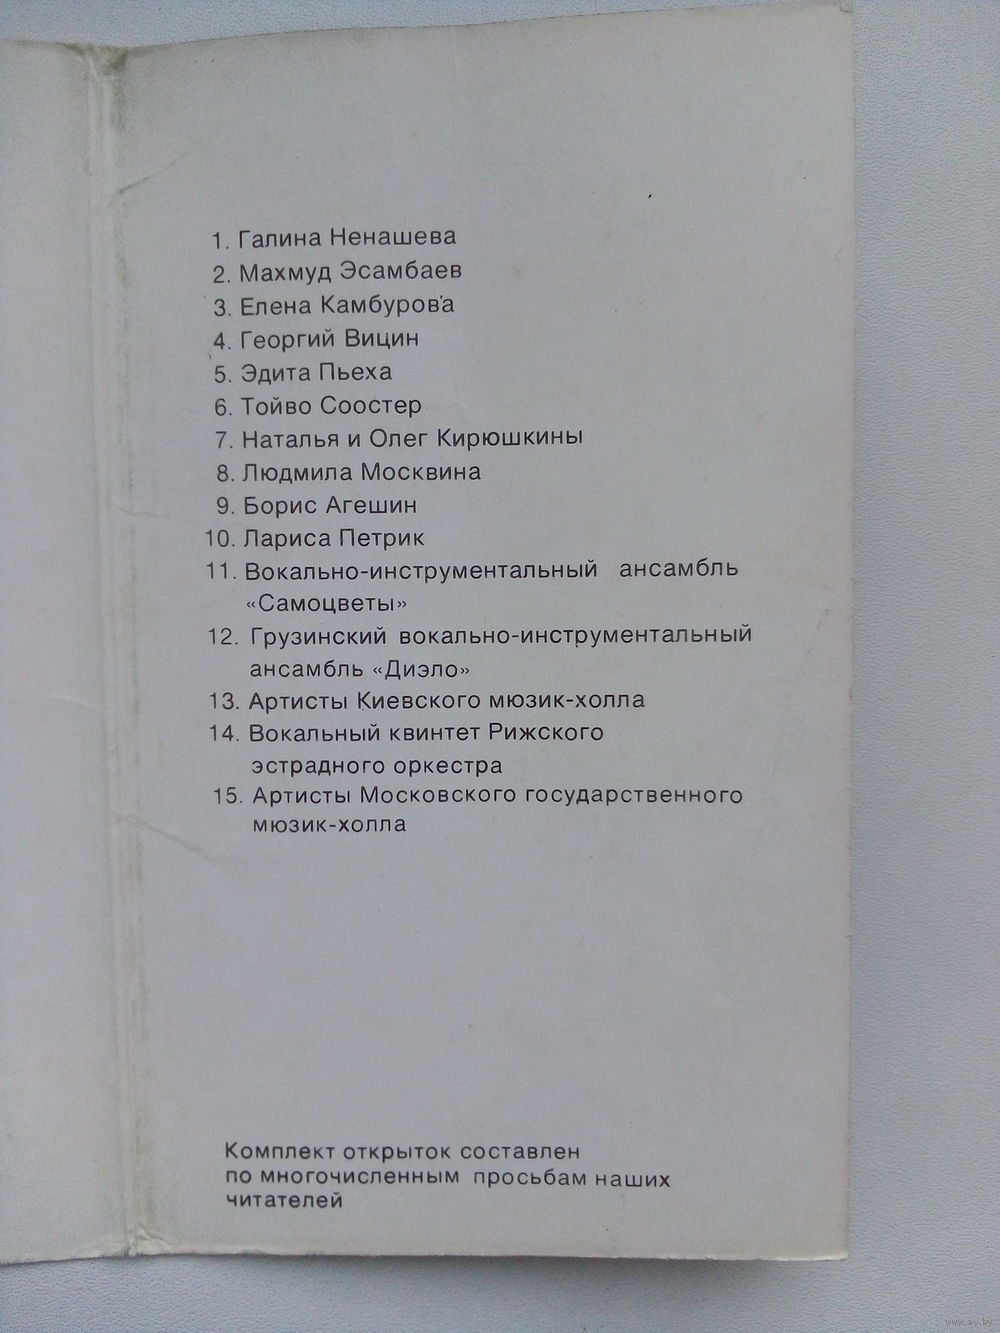 1. Галина Ненашева
2. Махмуд Эсамбаев
3. Елена Камбурова
4. Георгий Вицин
5. Эдита Пьеха
6. Тойво Соостер
7. Наталья и Олег Кирюшкины
8. Людмила Москвина
9. Борис Агешин
10. Лариса Петрик
11. Вокально-инструментальный ансамбль
«Самоцветы»
12. Грузинский вокально-инструментальный
ансамбль «Диэло»
13. Артисты Киевского мюзик-холла
14. Вокальный квинтет Рижского
эстрадного оркестра
15. Артисты Московского государственного
мюзик-холла
Комплект открыток составлен
по многочисленным просьбам наших
читателей
www.ay.by